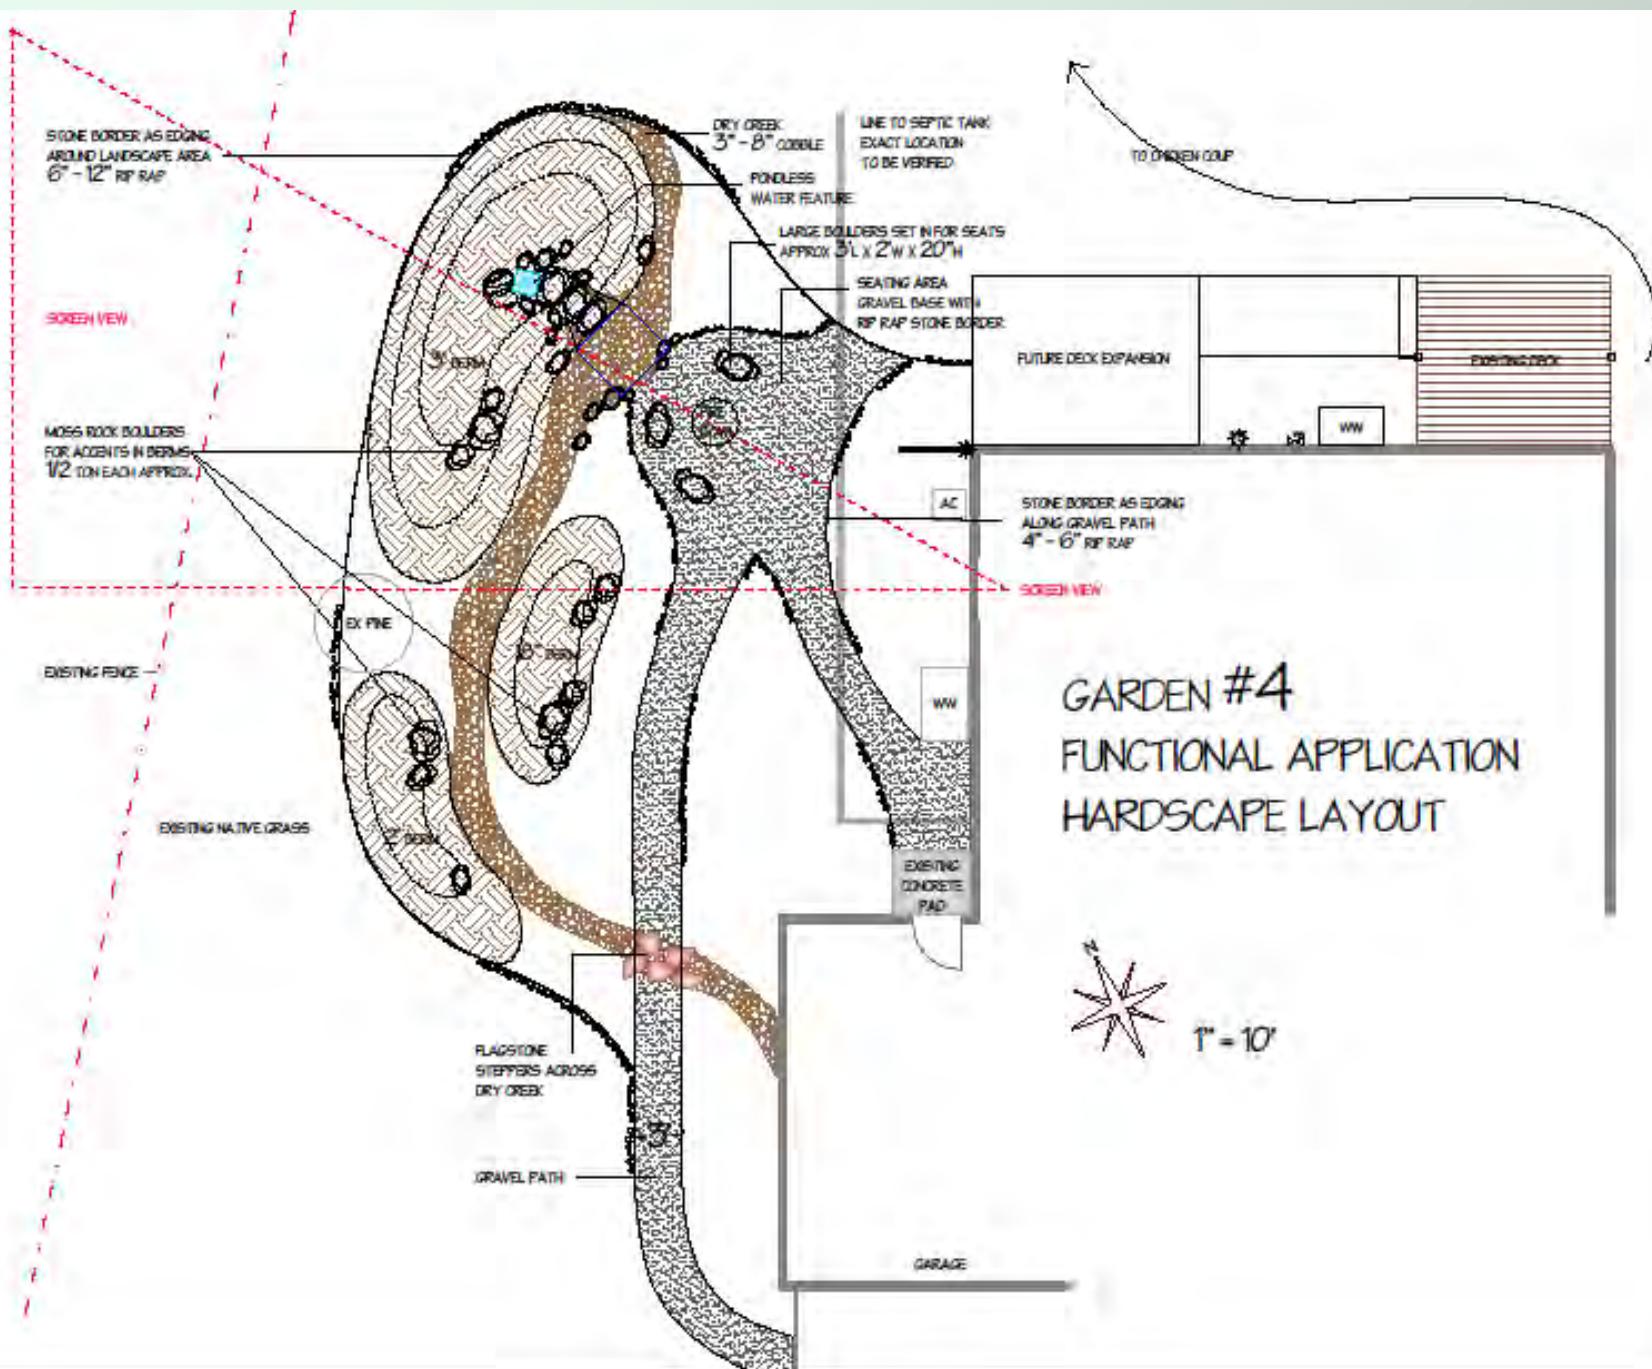 STONE BORDER AS EDGING
AROUND LANDSCAPE AREA
6" - 12" RIP RAP
DRY CREEK
3" - 8" COBBLE
LINE TO SEPTIC TANK
EXACT LOCATION
TO BE VERIFIED
TO CHICKEN COUP
PONDLESS
WATER FEATURE
LARGE BOULDERS SET IN FOR SEATS
APPROX 3'L X 2'W X 20"H
SEATING AREA
GRAVEL BASE WITH
RIP RAP STONE BORDER
SCREEN VIEW
3' BERM
FUTURE DECK EXPANSION
EXISTING DECK
WW
MOSS ROCK BOULDERS
FOR ACCENTS IN BERMS
1/2 TON EACH APPROX.
AC
STONE BORDER AS EDGING
ALONG GRAVEL PATH
4" - 6" RIP RAP
SCREEN VIEW
EX PINE
18" BERM
EXISTING FENCE
WW
GARDEN #4
FUNCTIONAL APPLICATION
HARDSCAPE LAYOUT
EXISTING NATIVE GRASS
2' BERM
EXISTING
CONCRETE
PAD
N
1" = 10'
FLAGSTONE
STEPPERS ACROSS
DRY CREEK
3'
GRAVEL PATH
GARAGE